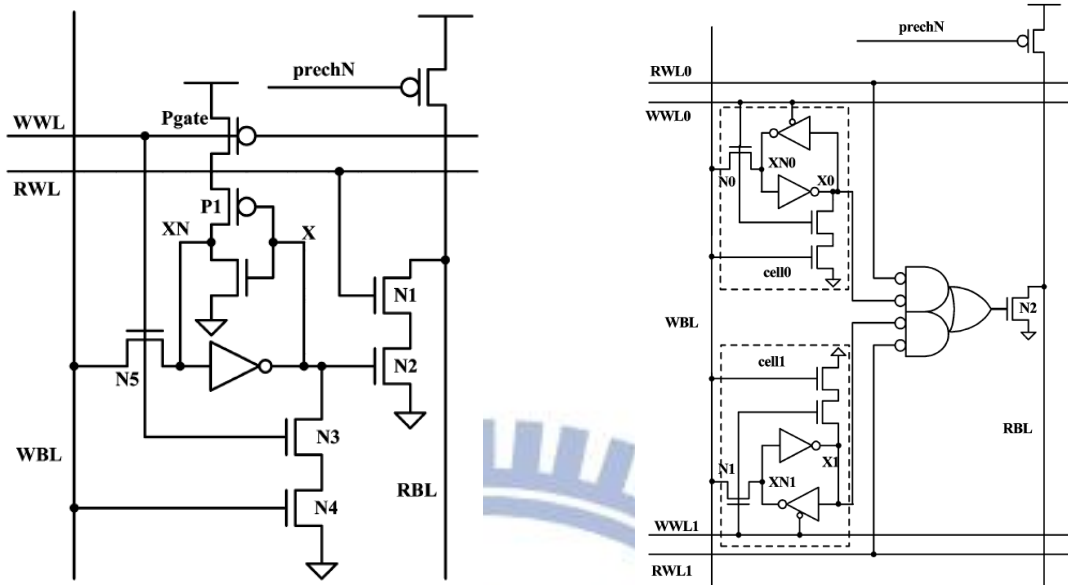 prechN
Pgate
WWL
RWL
P1
XN
X
N1
N2
N5
N3
WBL
RBL
N4
prechN
RWL0
WWL0
XN0
X0
N0
cell0
N2
WBL
cell1
RBL
N1
XN1
X1
WWL1
RWL1